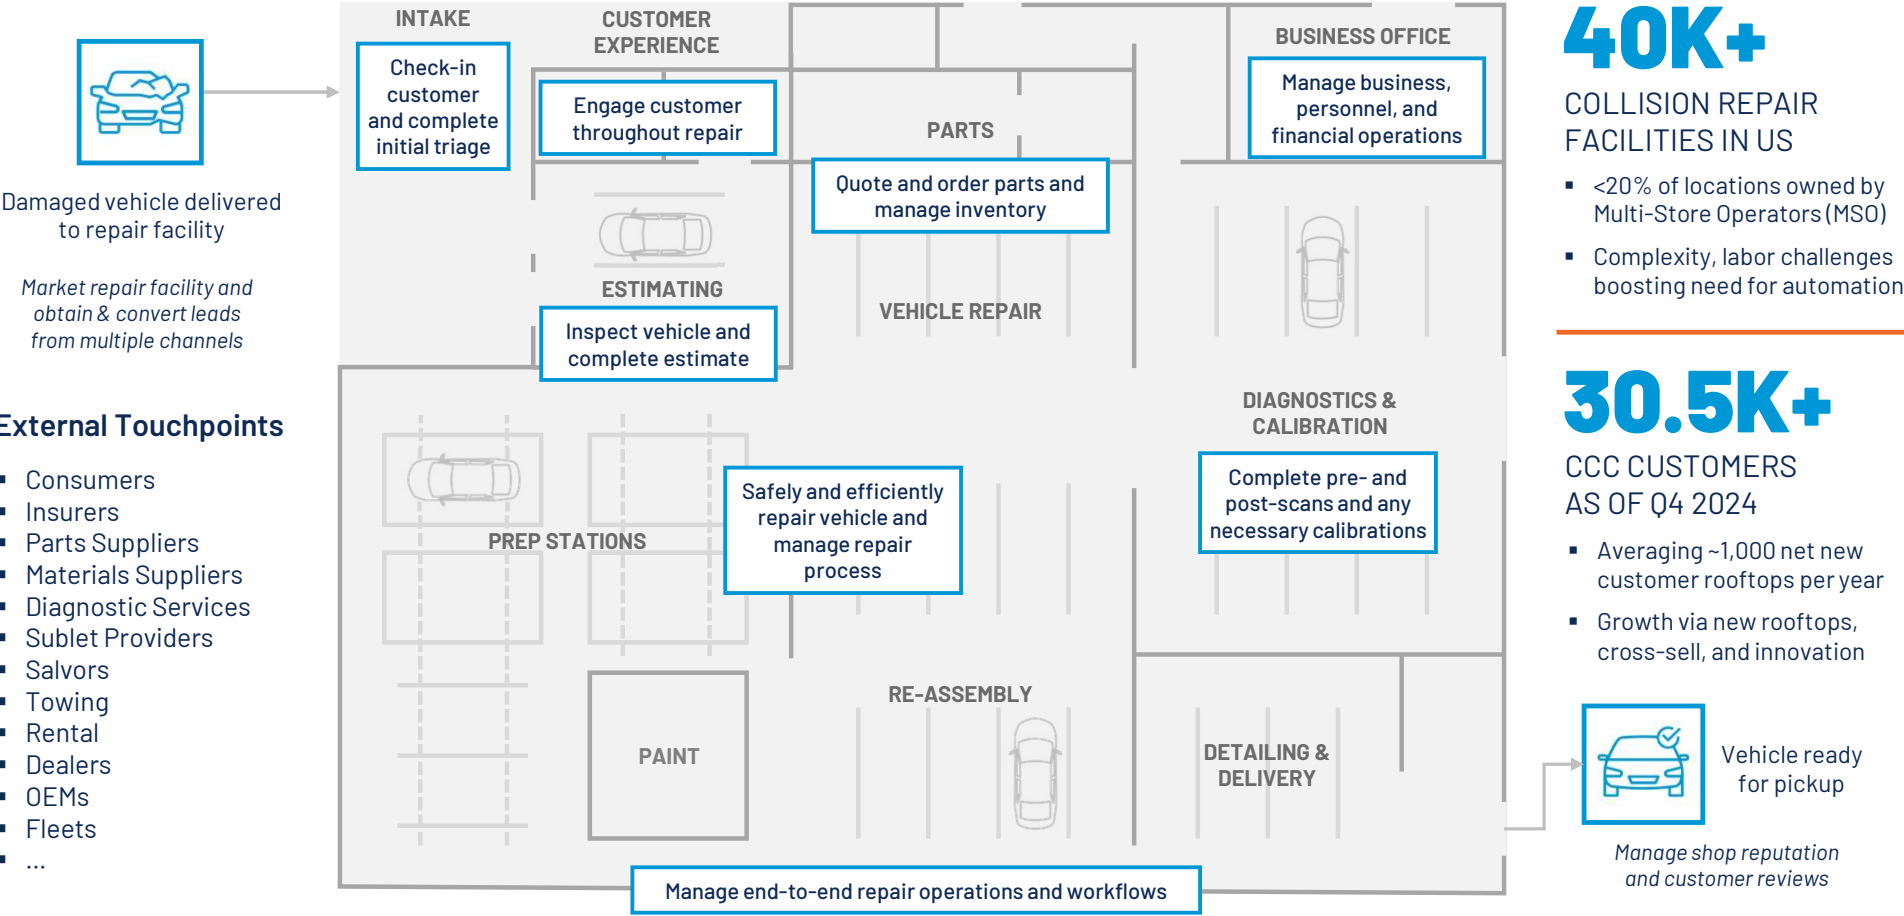 Damaged vehicle delivered
to repair facility
Market repair facility and
obtain & convert leads
from multiple channels
External Touchpoints
▪ Consumers
▪ Insurers
▪ Parts Suppliers
▪ Materials Suppliers
▪ Diagnostic Services
▪ Sublet Providers
▪ Salvors
▪ Towing
▪ Rental
▪ Dealers
▪ OEMs
▪ Fleets
▪ ...
INTAKE
Check-in
customer
and complete
initial triage
CUSTOMER
EXPERIENCE
Engage customer
throughout repair
ESTIMATING
Inspect vehicle and
complete estimate
PARTS
Quote and order parts and
manage inventory
VEHICLE REPAIR
BUSINESS OFFICE
Manage business,
personnel, and
financial operations
DIAGNOSTICS &
CALIBRATION
Complete pre- and
post-scans and any
necessary calibrations
PREP STATIONS
Safely and efficiently
repair vehicle and
manage repair
process
PAINT
RE-ASSEMBLY
DETAILING &
DELIVERY
Manage end-to-end repair operations and workflows
40K+
COLLISION REPAIR
FACILITIES IN US
▪ <20% of locations owned by
Multi-Store Operators (MSO)
▪ Complexity, labor challenges
boosting need for automation
30.5K+
CCC CUSTOMERS
AS OF Q4 2024
▪ Averaging ~1,000 net new
customer rooftops per year
▪ Growth via new rooftops,
cross-sell, and innovation
Vehicle ready
for pickup
Manage shop reputation
and customer reviews